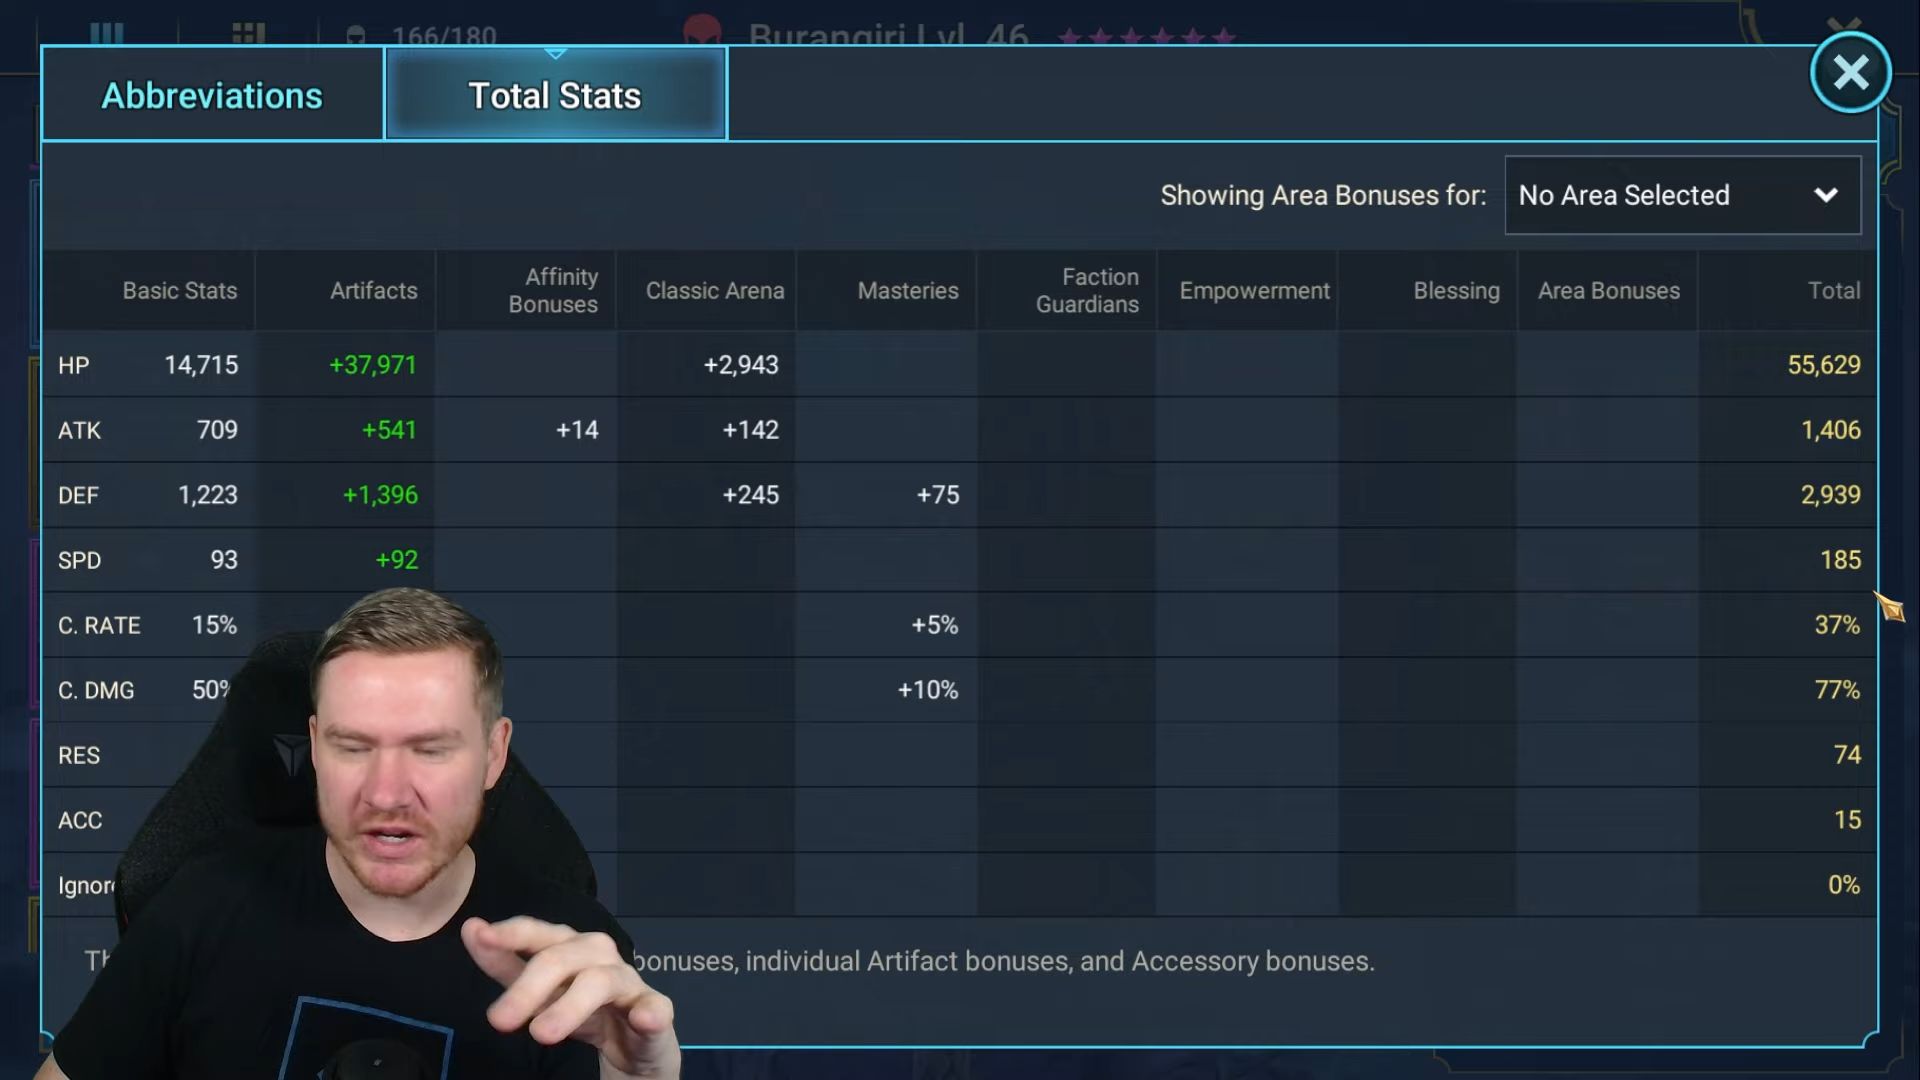 166/180
Burangiri Lvl 46
Abbreviations
Total Stats
Showing Area Bonuses for:
No Area Selected
Basic Stats
Artifacts
Affinity
Bonuses
Classic Arena
Masteries
Faction
Guardians
Empowerment
Blessing
Area Bonuses
Total
HP 14,715 +37,971 +2,943 55,629
ATK 709 +541 +14 +142 1,406
DEF 1,223 +1,396 +245 +75 2,939
SPD 93 +92 185
C. RATE 15% +5% 37%
C. DMG 50% +10% 77%
RES 74
ACC 15
0%
bonuses, individual Artifact bonuses, and Accessory bonuses.